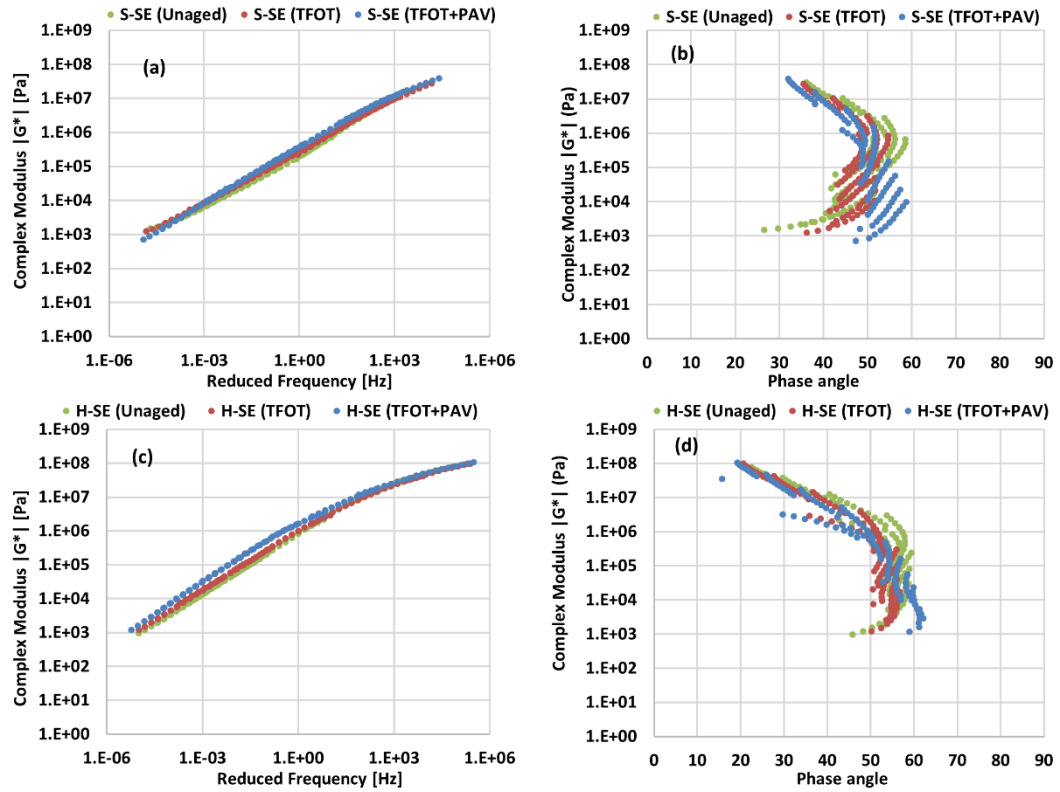 S-SE (Unaged) S-SE (TFOT) S-SE (TFOT+PAV)
(a)
Complex Modulus |G*| [Pa]
1.E+09
1.E+08
1.E+07
1.E+06
1.E+05
1.E+04
1.E+03
1.E+02
1.E+01
1.E+00
1.E-06 1.E-03 1.E+00 1.E+03 1.E+06
Reduced Frequency [Hz]
S-SE (Unaged) S-SE (TFOT) S-SE (TFOT+PAV)
(b)
Complex Modulus |G*| (Pa)
1.E+09
1.E+08
1.E+07
1.E+06
1.E+05
1.E+04
1.E+03
1.E+02
1.E+01
1.E+00
0 10 20 30 40 50 60 70 80 90
Phase angle
H-SE (Unaged) H-SE (TFOT) H-SE (TFOT+PAV)
(c)
Complex Modulus |G*| [Pa]
1.E+09
1.E+08
1.E+07
1.E+06
1.E+05
1.E+04
1.E+03
1.E+02
1.E+01
1.E+00
1.E-06 1.E-03 1.E+00 1.E+03 1.E+06
Reduced Frequency [Hz]
H-SE (Unaged) H-SE (TFOT) H-SE (TFOT+PAV)
(d)
Complex Modulus |G*| (Pa)
1.E+09
1.E+08
1.E+07
1.E+06
1.E+05
1.E+04
1.E+03
1.E+02
1.E+01
1.E+00
0 10 20 30 40 50 60 70 80 90
Phase angle